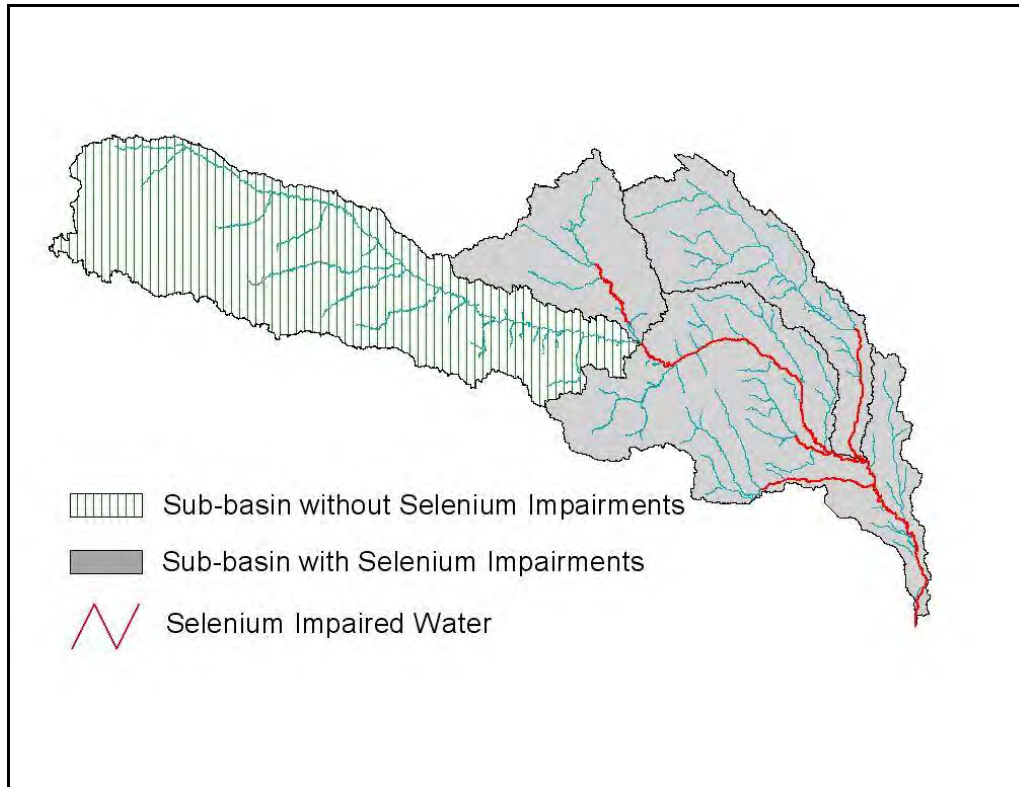 Sub-basin without Selenium Impairments
Sub-basin with Selenium Impairments
Selenium Impaired Water